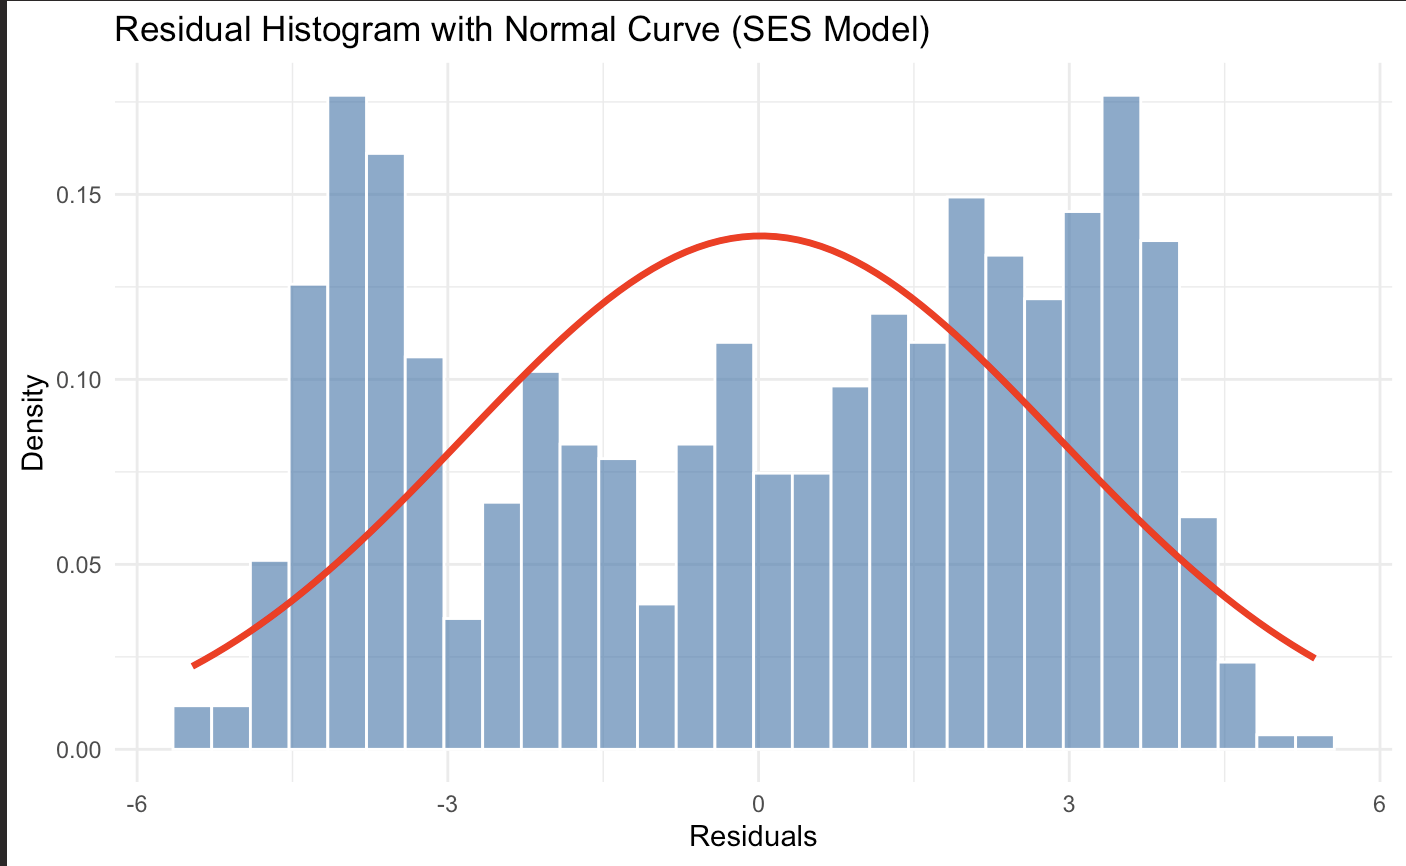 Residual Histogram with Normal Curve (SES Model)
0.15
0.10
0.05
0.00
Density
-6 -3 0 3 6
Residuals